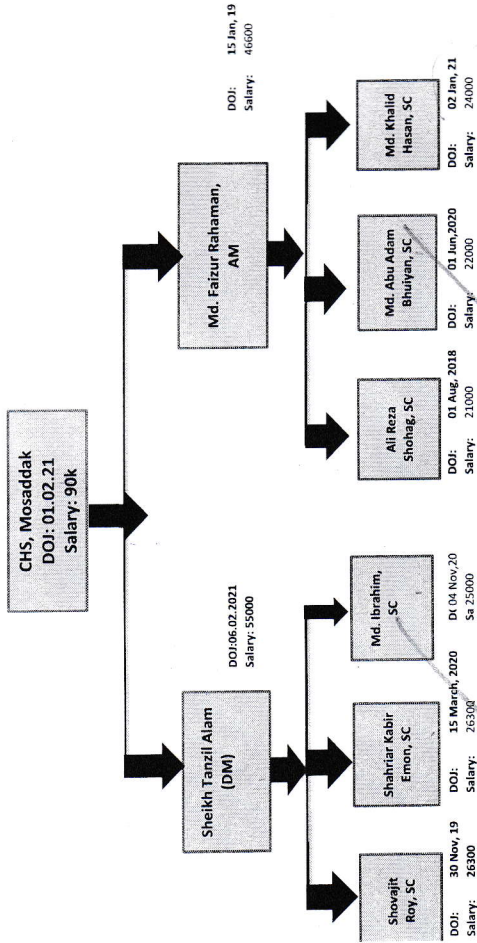 CHS, Mosaddak
DOJ: 01.02.21
Salary: 90k
Sheikh Tanzil Alam
(DM)
DOJ:06.02.2021
Salary: 55000
Md. Faizur Rahaman,
AM
DOJ: 15 Jan, 19
Salary: 46600
Shovajit
Roy, SC
DOJ: 30 Nov, 19
Salary: 26300
Shahriar Kabir
Emon, SC
DOJ: 15 March, 2020
Salary: 26300
Md. Ibrahim,
SC
D( 04 Nov,20
Sa 25000
Ali Reza
Shohag, SC
DOJ: 01 Aug, 2018
Salary: 21000
Md. Abu Adam
Bhuiyan, SC
DOJ: 01 Jun,2020
Salary: 22000
Md. Khalid
Hasan, SC
DOJ: 02 Jan, 21
Salary: 24000